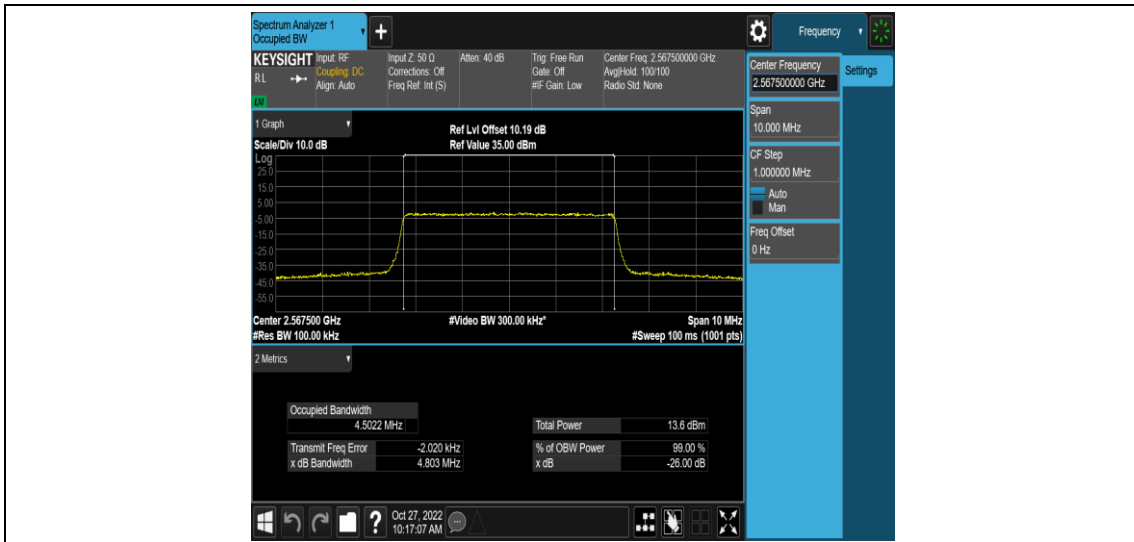 Spectrum Analyzer 1
Occupied BW
+
Frequency
KEYSIGHT
RL
LXI
Input: RF
Coupling: DC
Align: Auto
Input Z: 50 Ω
Corrections: Off
Freq Ref: Int (S)
Atten: 40 dB
Trig: Free Run
Gate: Off
#IF Gain: Low
Center Freq: 2.567500000 GHz
Avg|Hold: 100/100
Radio Std: None
Center Frequency
2.567500000 GHz
Settings
Span
10.000 MHz
CF Step
1.000000 MHz
Auto
Man
Freq Offset
0 Hz
1 Graph
Scale/Div 10.0 dB
Ref Lvl Offset 10.19 dB
Ref Value 35.00 dBm
Log
25.0
15.0
5.00
-5.00
-15.0
-25.0
-35.0
-45.0
-55.0
Center 2.567500 GHz
#Video BW 300.00 kHz*
Span 10 MHz
#Res BW 100.00 kHz
#Sweep 100 ms (1001 pts)
2 Metrics
Occupied Bandwidth
4.5022 MHz
Total Power 13.6 dBm
Transmit Freq Error -2.020 kHz
% of OBW Power 99.00 %
x dB Bandwidth 4.803 MHz
x dB -26.00 dB
?
Oct 27, 2022
10:17:07 AM